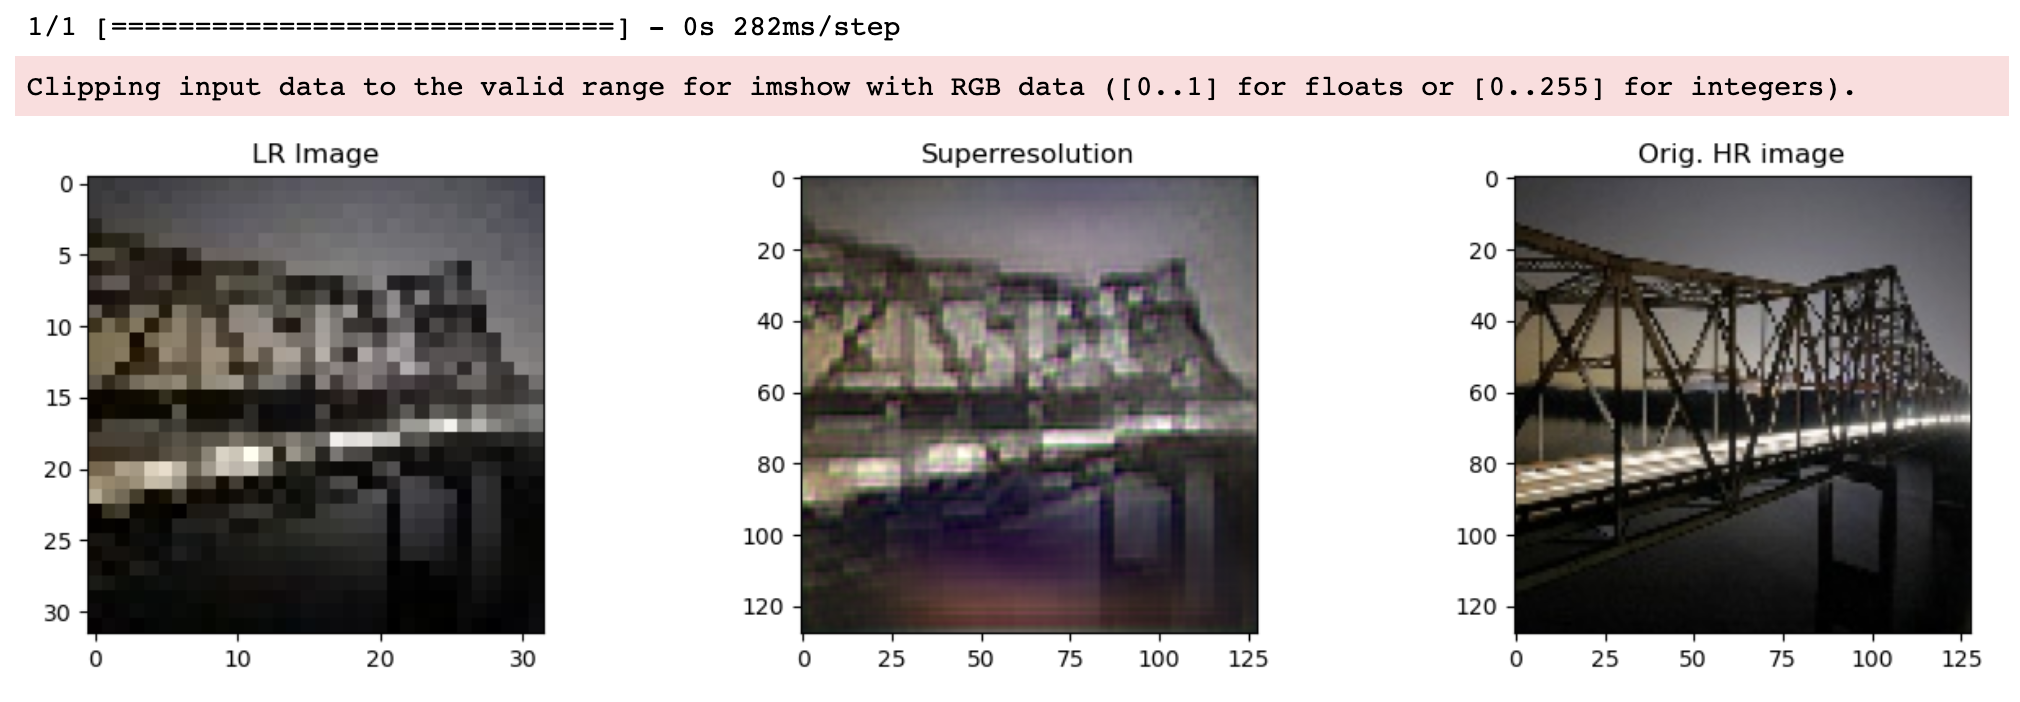 1/1 [==============================] - 0s 282ms/step
Clipping input data to the valid range for imshow with RGB data ([0..1] for floats or [0..255] for integers).
LR Image
0
5
10
15
20
25
30
0 10 20 30
Superresolution
0
20
40
60
80
100
120
0 25 50 75 100 125
Orig. HR image
0
20
40
60
80
100
120
0 25 50 75 100 125